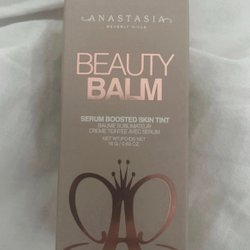 ANASTASIA
BEVERLY HILLS
BEAUTY
BALM
SERUM BOOSTED SKIN TINT
BAUME SUBLIMATEUR
CRÈME TEINTÉE AVEC SÉRUM
NET WT/POIDS NET